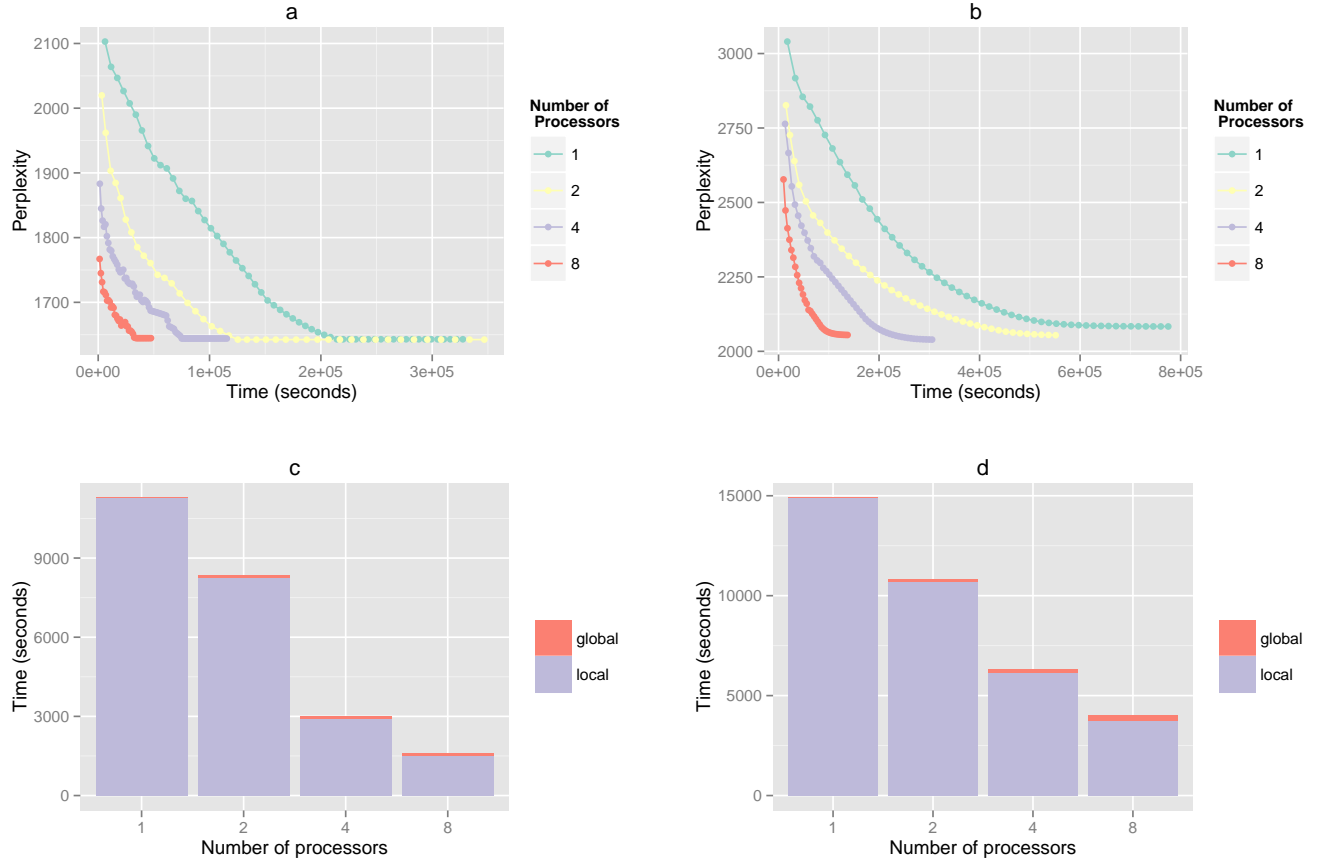 a
2100
2000
1900
1800
1700
Perplexity
0e+00 1e+05 2e+05 3e+05
Time (seconds)
Number of
Processors
1
2
4
8
b
3000
2750
2500
2250
2000
Perplexity
0e+00 2e+05 4e+05 6e+05 8e+05
Time (seconds)
Number of
Processors
1
2
4
8
c
9000
6000
3000
0
Time (seconds)
1 2 4 8
Number of processors
global
local
d
15000
10000
5000
0
Time (seconds)
1 2 4 8
Number of processors
global
local